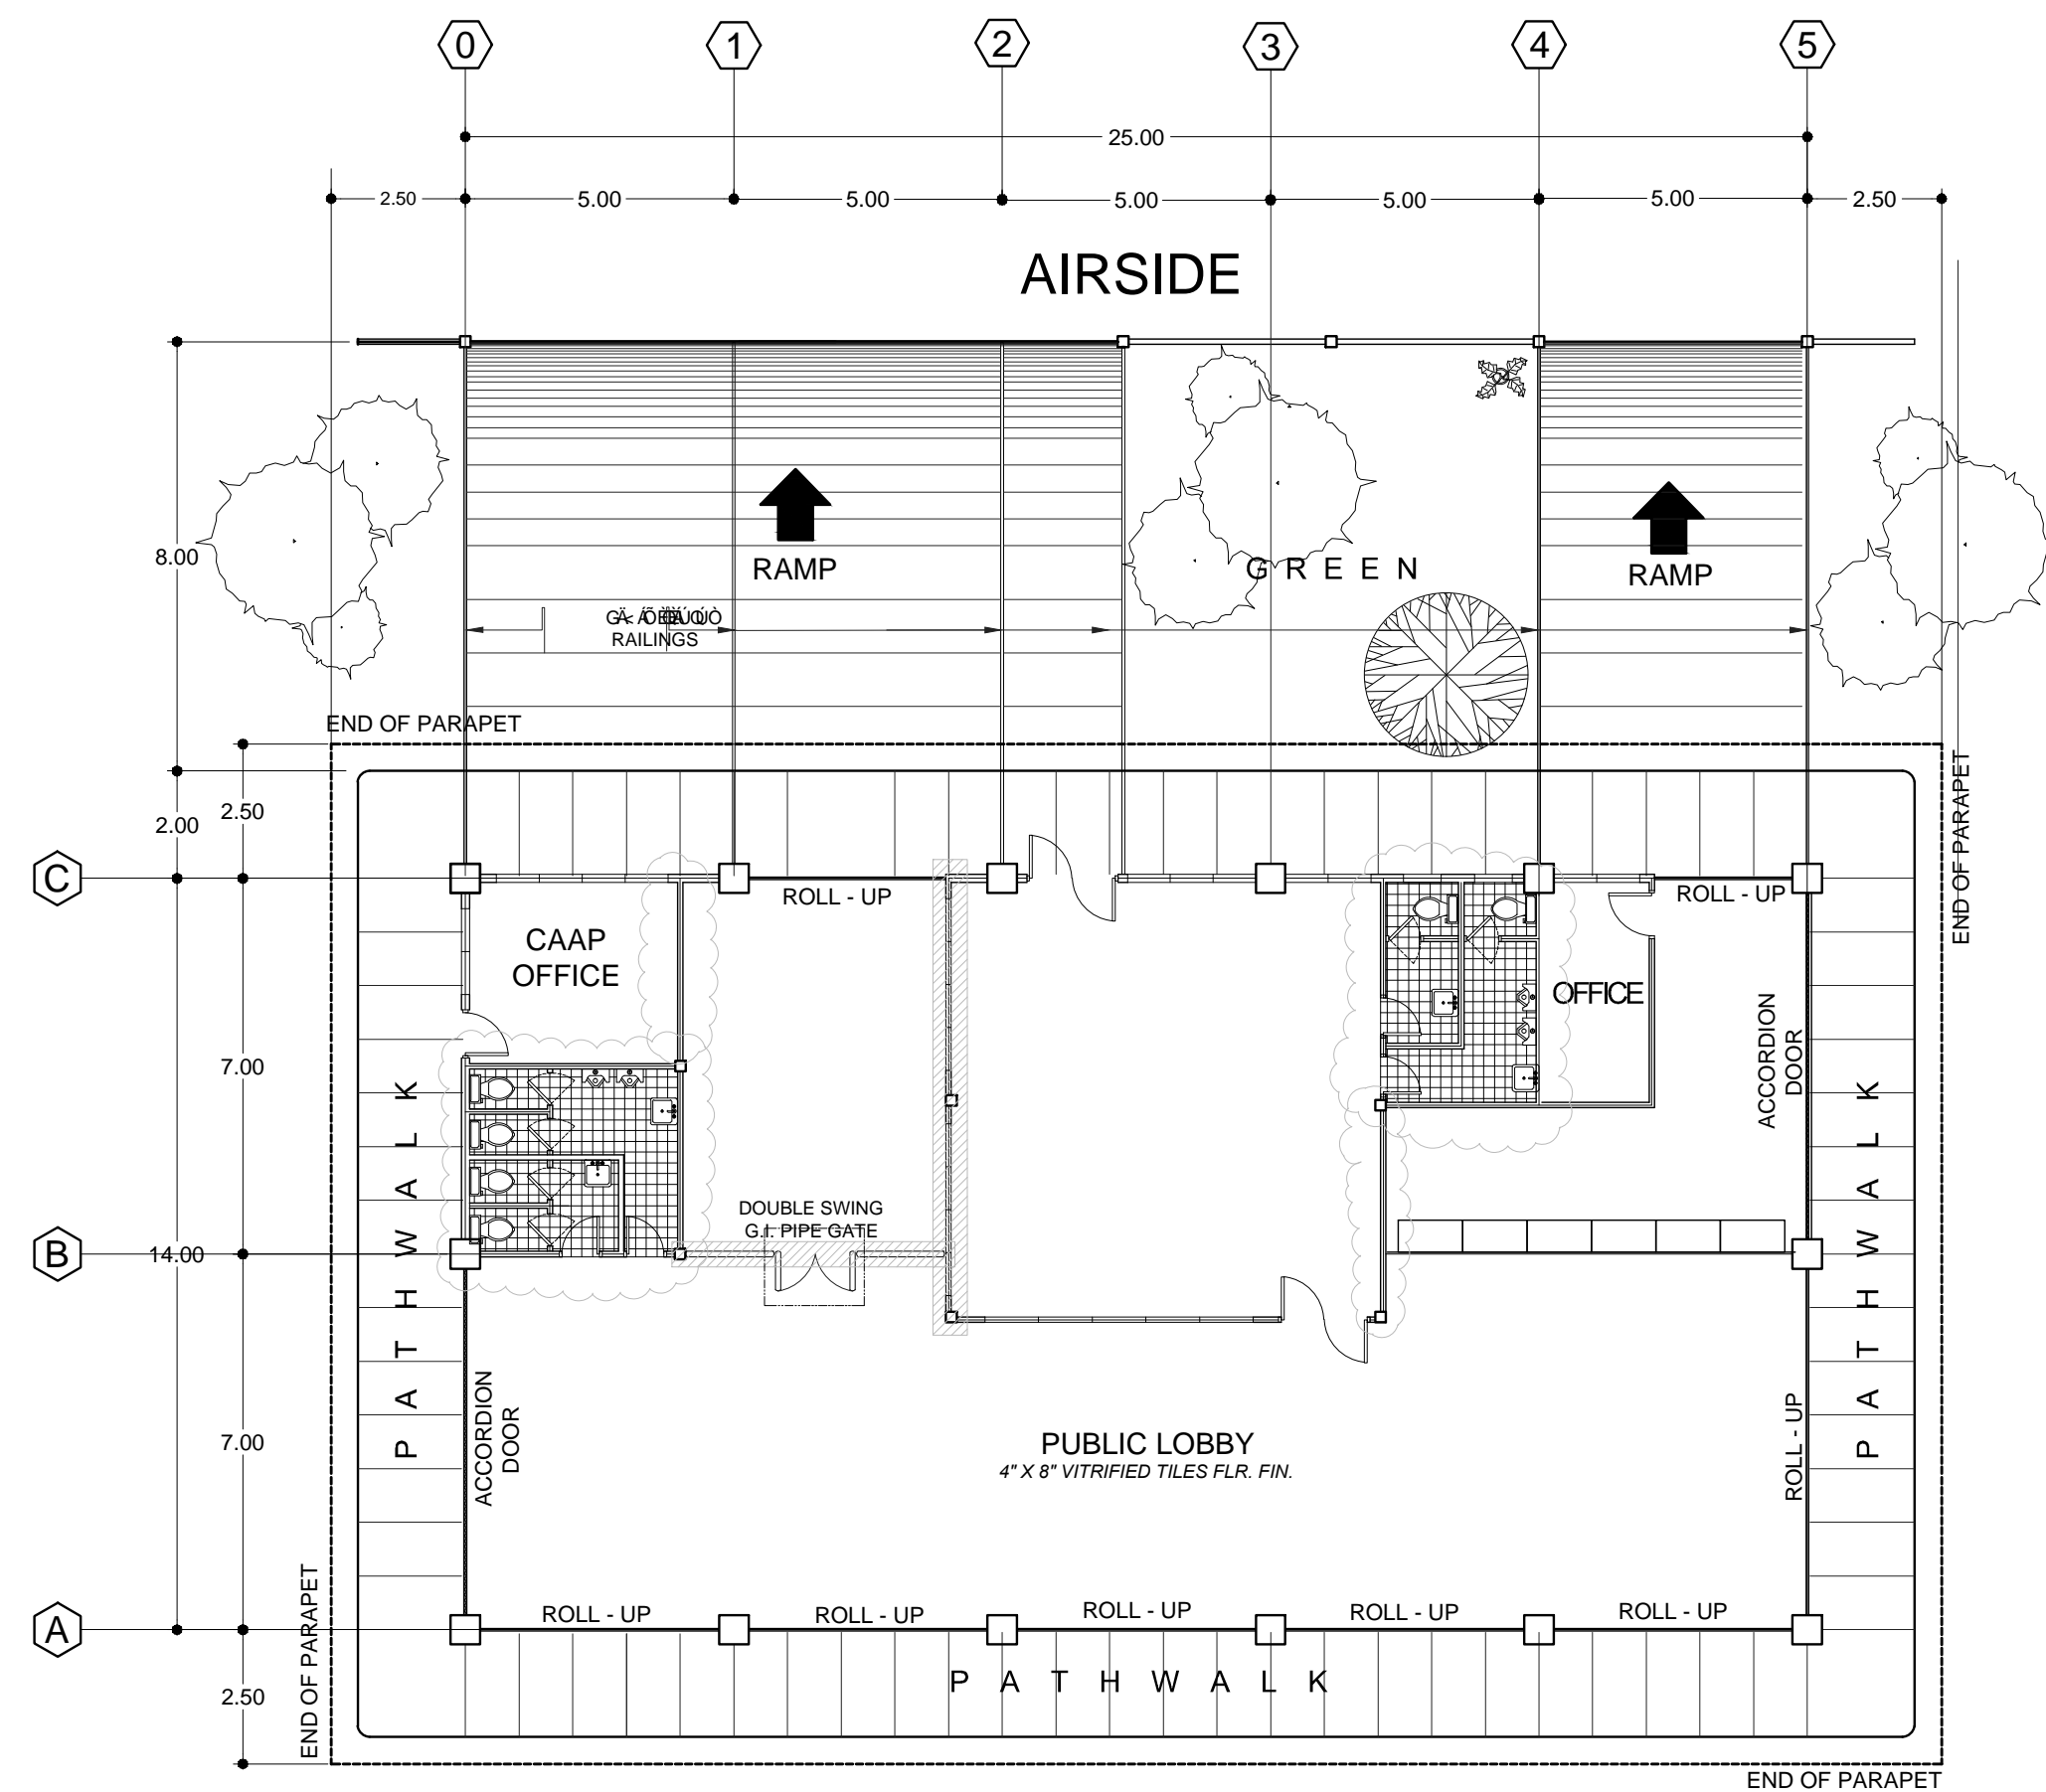 0 1 2 3 4 5
25.00
2.50 5.00 5.00 5.00 5.00 5.00 2.50
AIRSIDE
8.00
RAMP
GREEN
RAMP
RAILINGS
END OF PARAPET
END OF PARAPET
2.50
2.00
C
ROLL - UP
ROLL - UP
CAAP
OFFICE
OFFICE
ACCORDION
DOOR
7.00
PATHWALK
PATHWALK
DOUBLE SWING
G.I. PIPE GATE
B
14.00
7.00
ACCORDION
DOOR
PUBLIC LOBBY
4" X 8" VITRIFIED TILES FLR. FIN.
ROLL - UP
A
ROLL - UP ROLL - UP ROLL - UP ROLL - UP ROLL - UP
END OF PARAPET
PATHWALK
2.50
END OF PARAPET